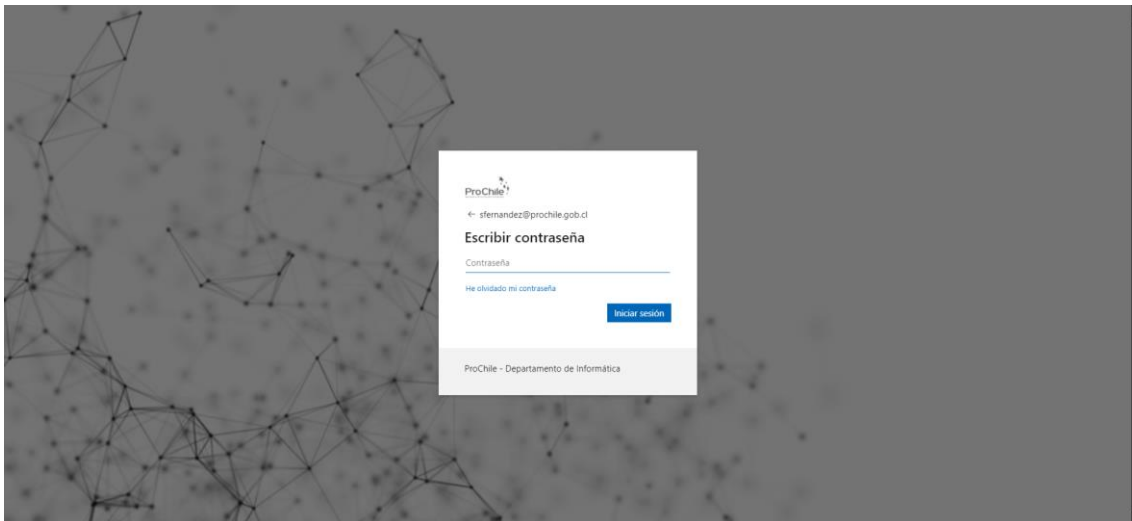 ProChile
← sfernandez@prochile.gob.cl
Escribir contraseña
Contraseña
He olvidado mi contraseña
Iniciar sesión
ProChile - Departamento de Informática